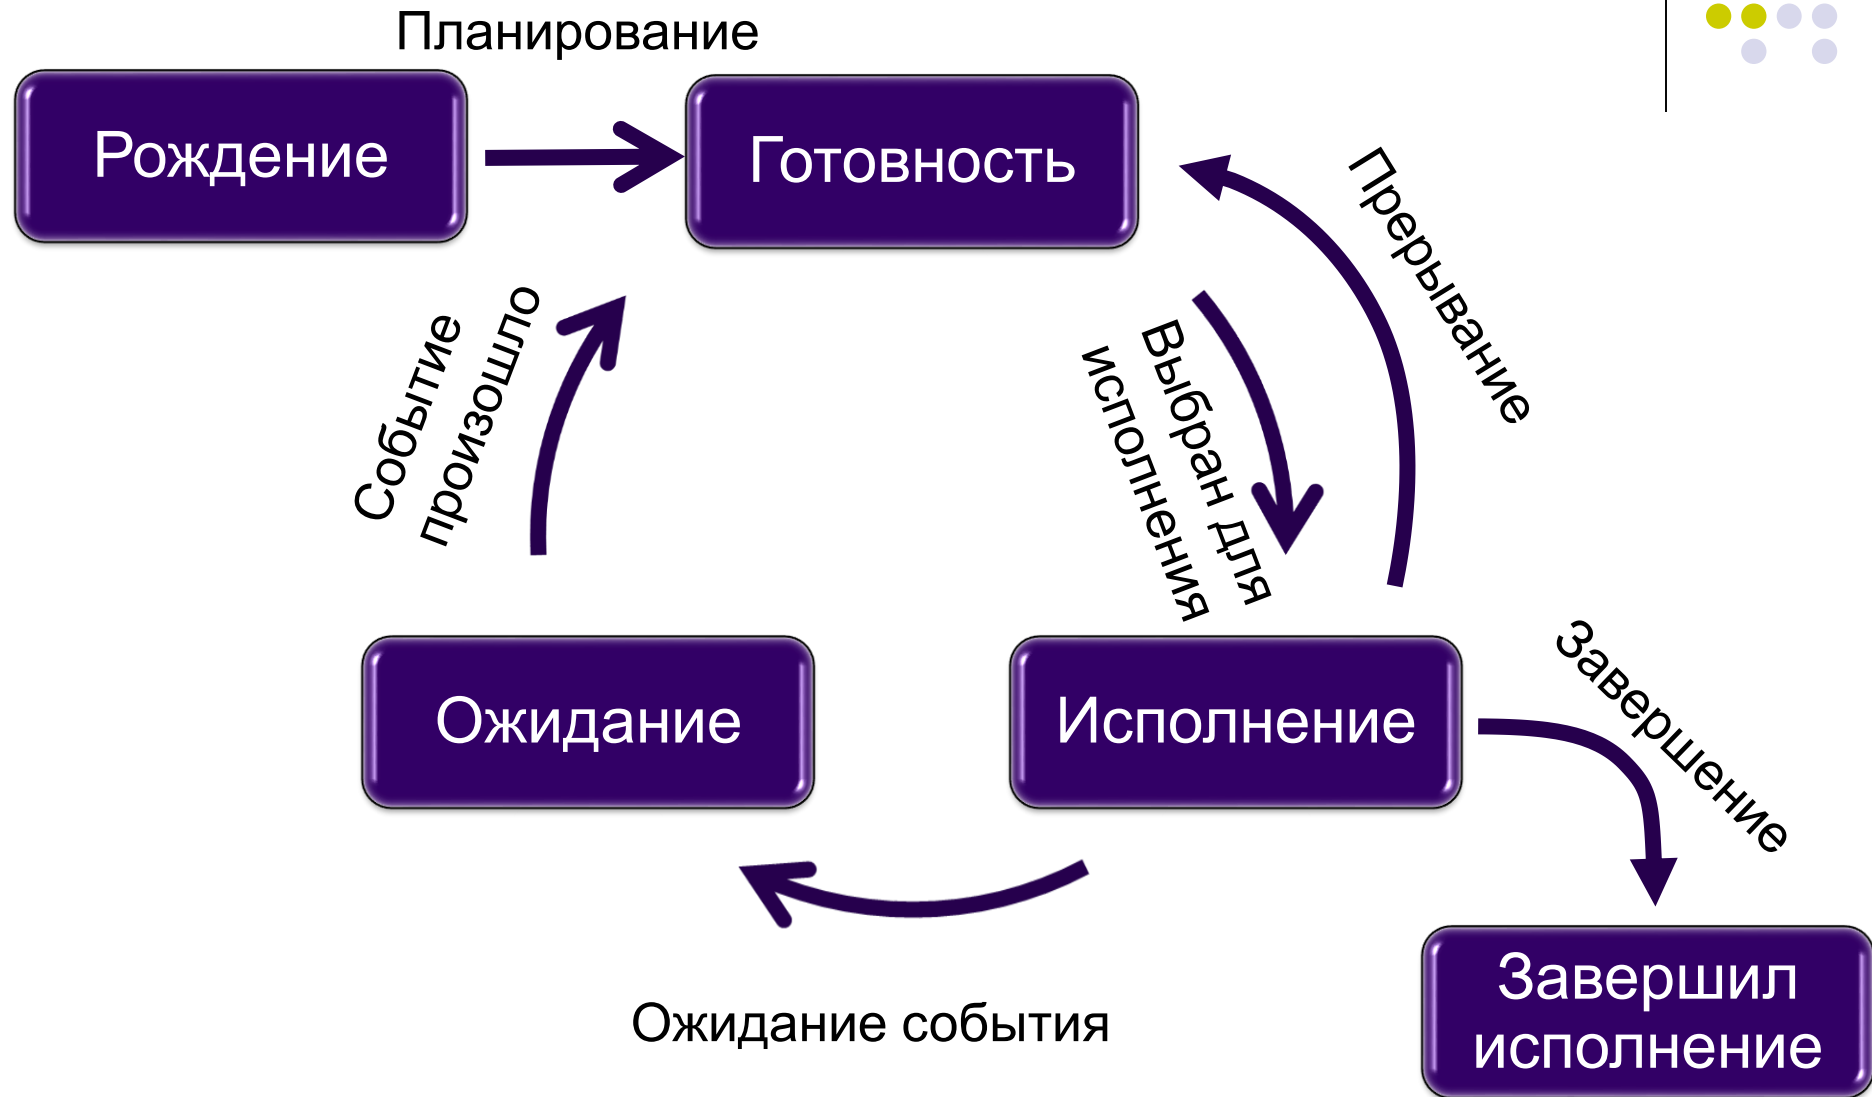 Планирование
Рождение
Готовность
Прерывание
Событие
произошло
Выбран для
исполнения
Ожидание
Исполнение
Завершение
Ожидание события
Завершил
исполнение